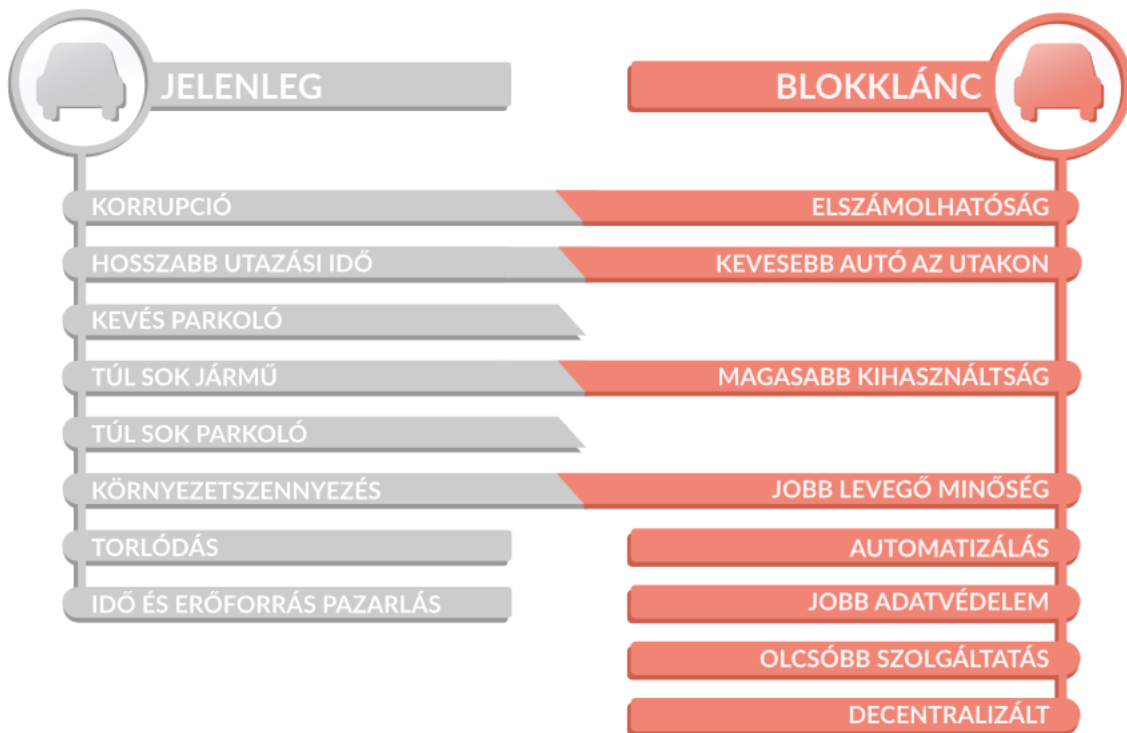 JELENLEG
BLOKKLÁNC
KORRUPCIÓ
ELSZÁMOLHATÓSÁG
HOSSZABB UTAZÁSI IDŐ
KEVESEBB AUTÓ AZ UTAKON
KEVÉS PARKOLÓ
TÚL SOK JÁRMŰ
MAGASABB KIHASZNÁLTSÁG
TÚL SOK PARKOLÓ
KÖRNYEZETSZENNYEZÉS
JOBB LEVEGŐ MINŐSÉG
TORLÓDÁS
AUTOMATIZÁLÁS
IDŐ ÉS ERŐFORRÁS PAZARLÁS
JOBB ADATVÉDELEM
OLCSÓBB SZOLGÁLTATÁS
DECENTRALIZÁLT